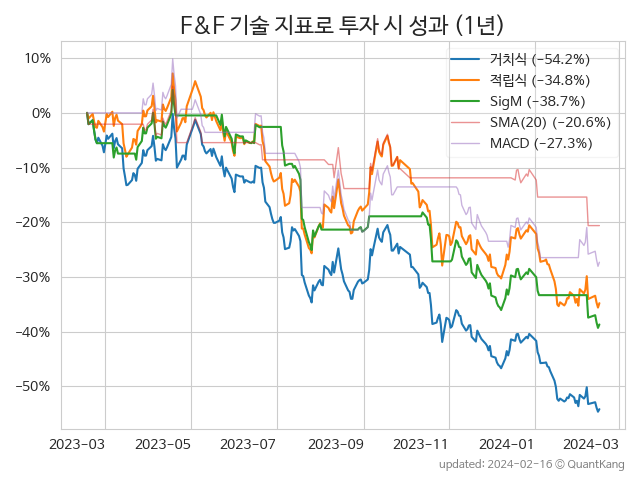 F&F 기술 지표로 투자 시 성과 (1년)
거치식 (−54.2%)
적립식 (−34.8%)
SigM (−38.7%)
SMA(20) (−20.6%)
MACD (−27.3%)
10%
0%
−10%
−20%
−30%
−40%
−50%
2023-03
2023-05
2023-07
2023-09
2023-11
2024-01
2024-03
updated: 2024-02-16 © QuantKang